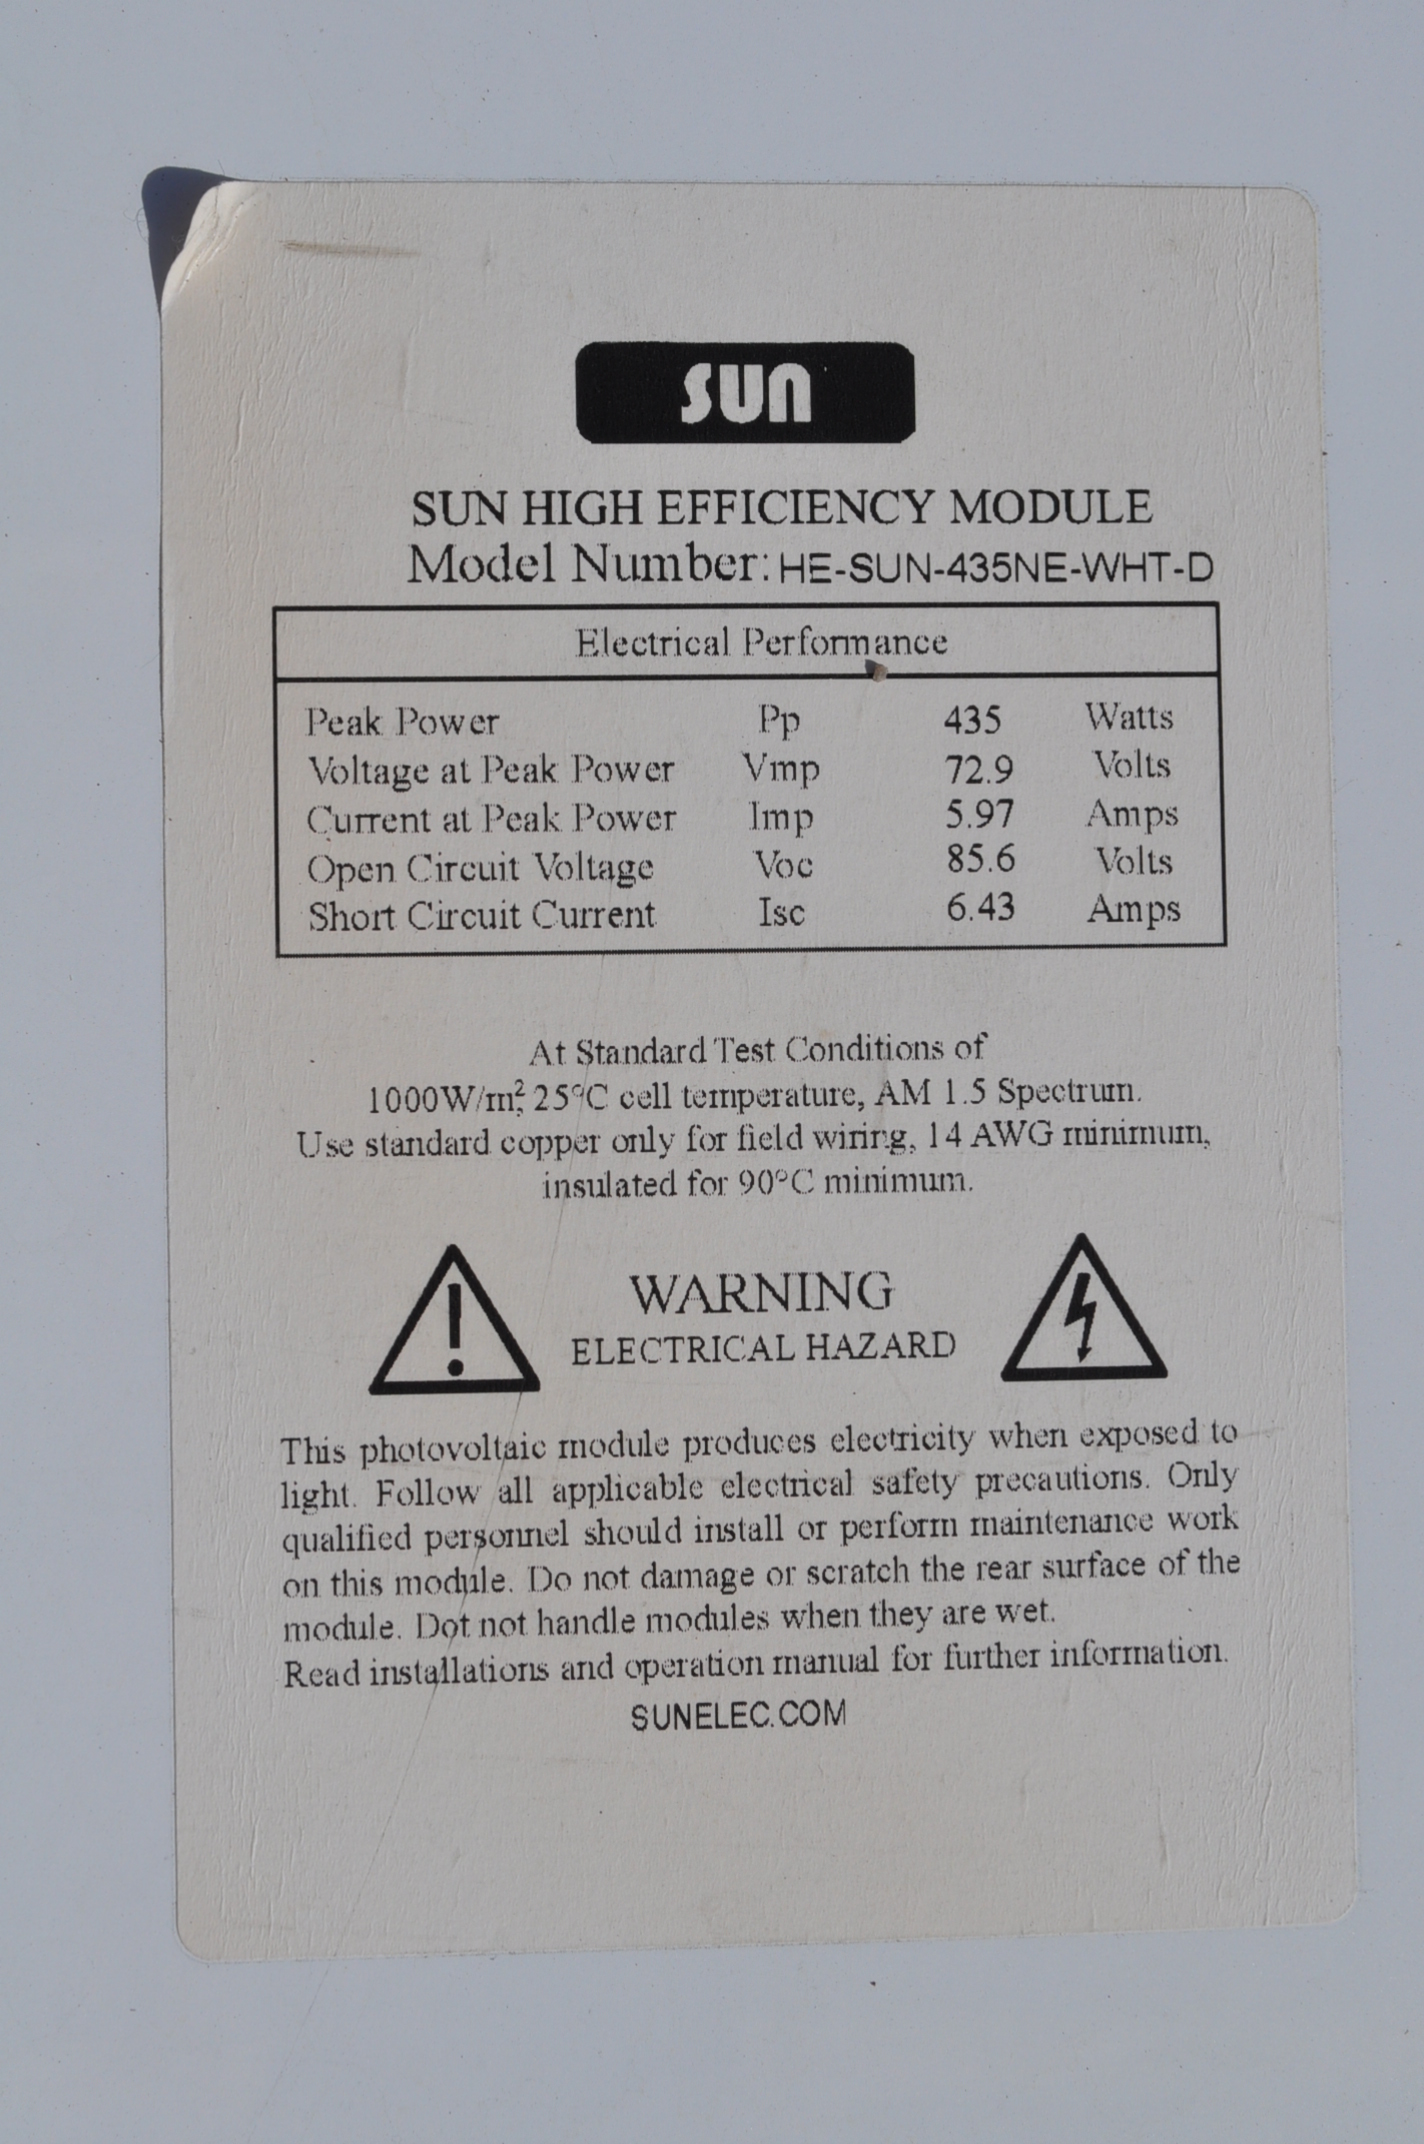 SUN
SUN HIGH EFFICIENCY MODULE
Model Number: HE-SUN-435NE-WHT-D
Electrical Performance
Peak Power Pp 435 Watts
Voltage at Peak Power Vmp 72.9 Volts
Current at Peak Power Imp 5.97 Amps
Open Circuit Voltage Voc 85.6 Volts
Short Circuit Current Isc 6.43 Amps
At Standard Test Conditions of
1000W/m², 25°C cell temperature, AM 1.5 Spectrum.
Use standard copper only for field wiring, 14 AWG minimum,
insulated for 90°C minimum.
WARNING
ELECTRICAL HAZARD
This photovoltaic module produces electricity when exposed to
light. Follow all applicable electrical safety precautions. Only
qualified personnel should install or perform maintenance work
on this module. Do not damage or scratch the rear surface of the
module. Dot not handle modules when they are wet.
Read installations and operation manual for further information.
SUNELEC.COM